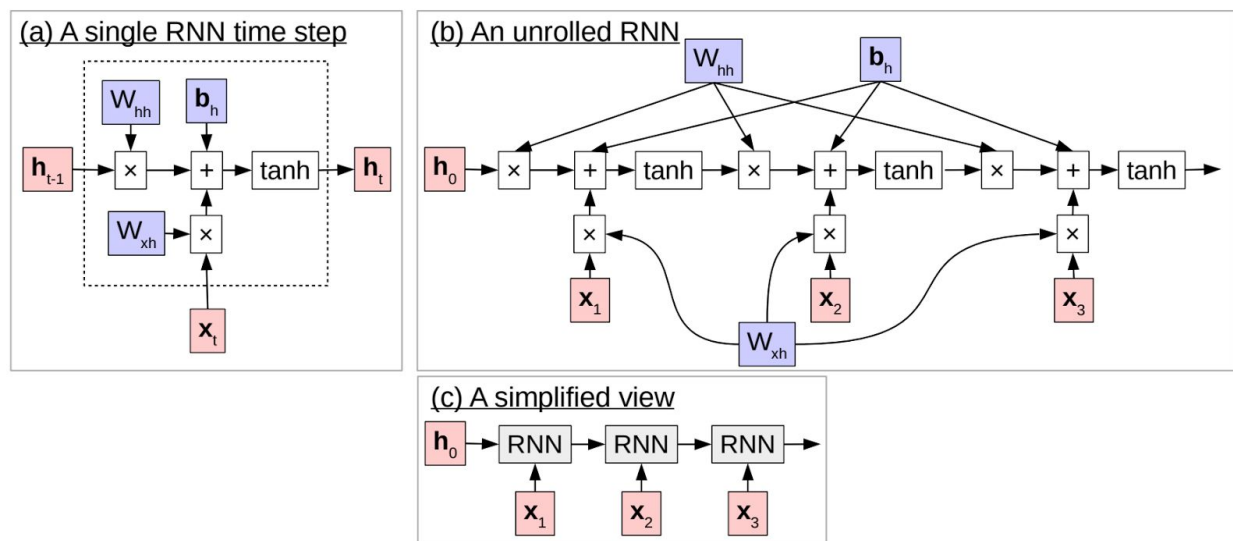 (a) A single RNN time step
W_hh b_h
h_t-1 × + tanh h_t
W_xh ×
x_t
(b) An unrolled RNN
W_hh b_h
h_0 × + tanh × + tanh × + tanh
× × ×
x_1 x_2 x_3
W_xh
(c) A simplified view
h_0 RNN RNN RNN
x_1 x_2 x_3